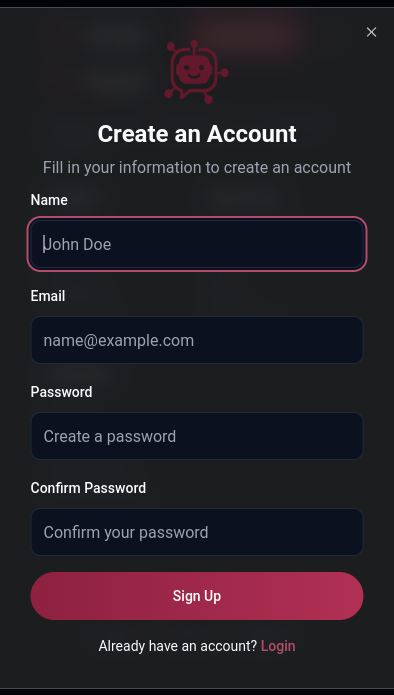 Create an Account
Fill in your information to create an account
Name
John Doe
Email
name@example.com
Password
Create a password
Confirm Password
Confirm your password
Sign Up
Already have an account? Login